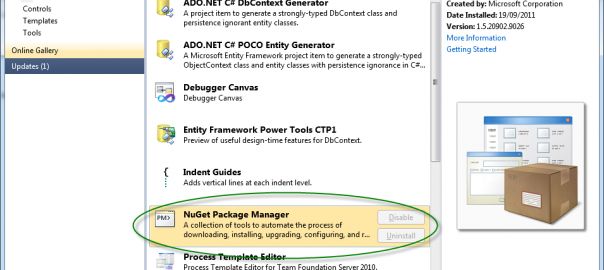 Controls
Templates
Tools
Online Gallery
Updates (1)
ADO.NET C# DbContext Generator
A project item to generate a strongly-typed DbContext class and
persistence ignorant entity classes.
ADO.NET C# POCO Entity Generator
A Microsoft Entity Framework project item to generate a strongly-typed
ObjectContext class and entity classes with persistence ignorance in C#...
Debugger Canvas
Entity Framework Power Tools CTP1
Preview of useful design-time features for DbContext.
Indent Guides
Adds vertical lines at each indent level.
PM>
NuGet Package Manager
A collection of tools to automate the process of
downloading, installing, upgrading, configuring, and r...
Disable
Uninstall
Process Template Editor
Process Template Editor for Team Foundation Server 2010.
Created by: Microsoft Corporation
Date Installed: 19/09/2011
Version: 1.5.20902.9026
More Information
Getting Started